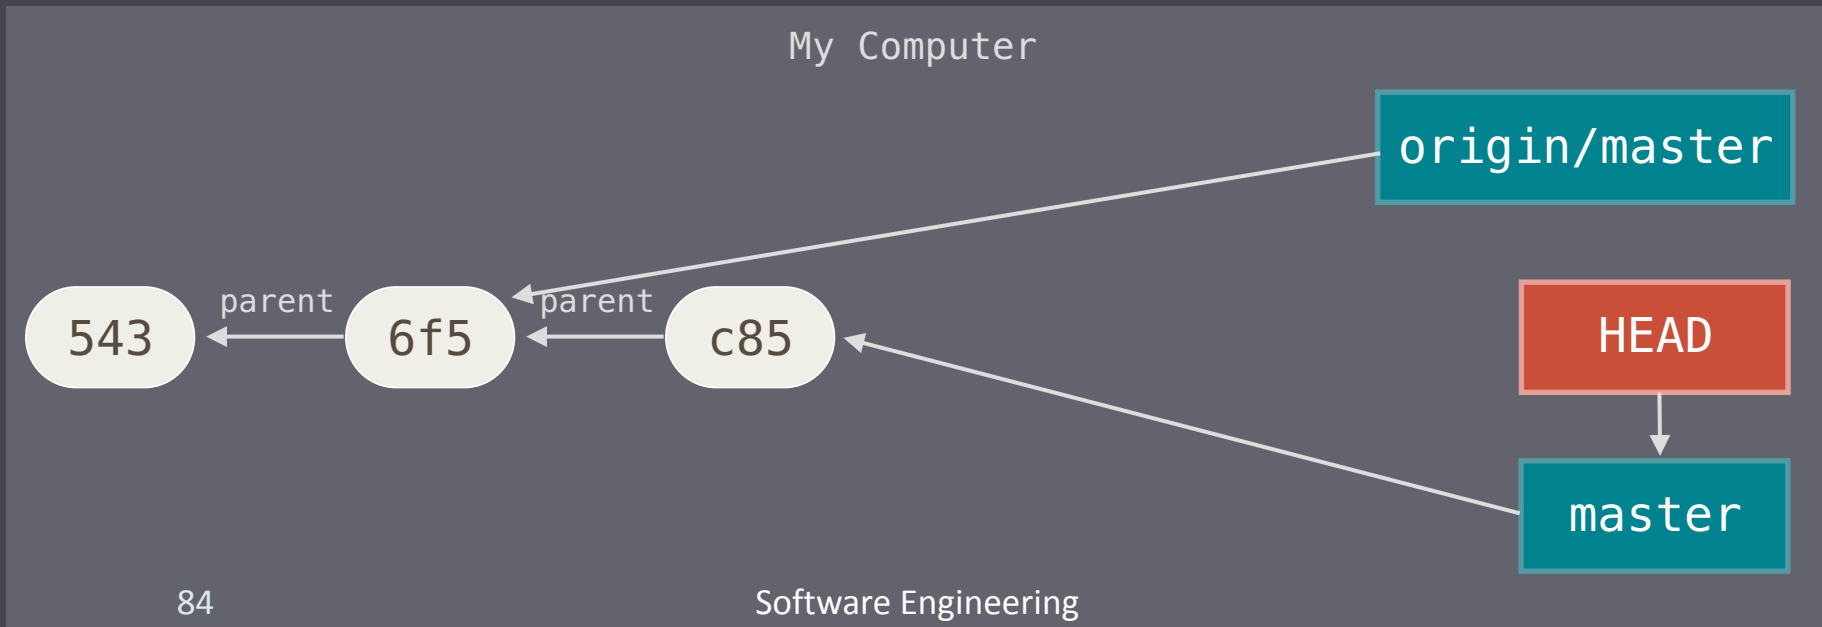 My Computer
origin/master
parent
parent
543
6f5
c85
HEAD
master
84
Software Engineering